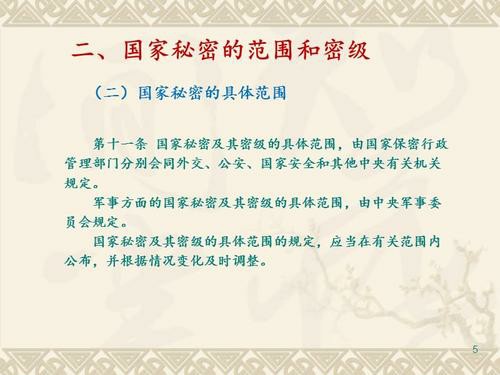 二、国家秘密的范围和密级
（二）国家秘密的具体范围
第十一条 国家秘密及其密级的具体范围，由国家保密行政
管理部门分别会同外交、公安、国家安全和其他中央有关机关
规定。
军事方面的国家秘密及其密级的具体范围，由中央军事委
员会规定。
国家秘密及其密级的具体范围的规定，应当在有关范围内
公布，并根据情况变化及时调整。
5